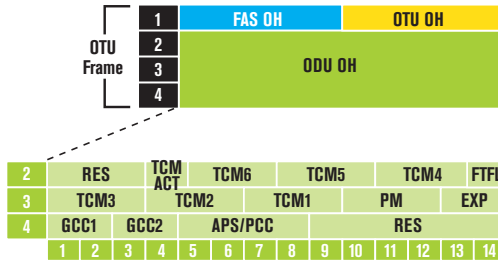 1 FAS OH OTU OH
OTU Frame
2
3 ODU OH
4
2 RES TCM ACT TCM6 TCM5 TCM4 FTFL
3 TCM3 TCM2 TCM1 PM EXP
4 GCC1 GCC2 APS/PCC RES
1 2 3 4 5 6 7 8 9 10 11 12 13 14